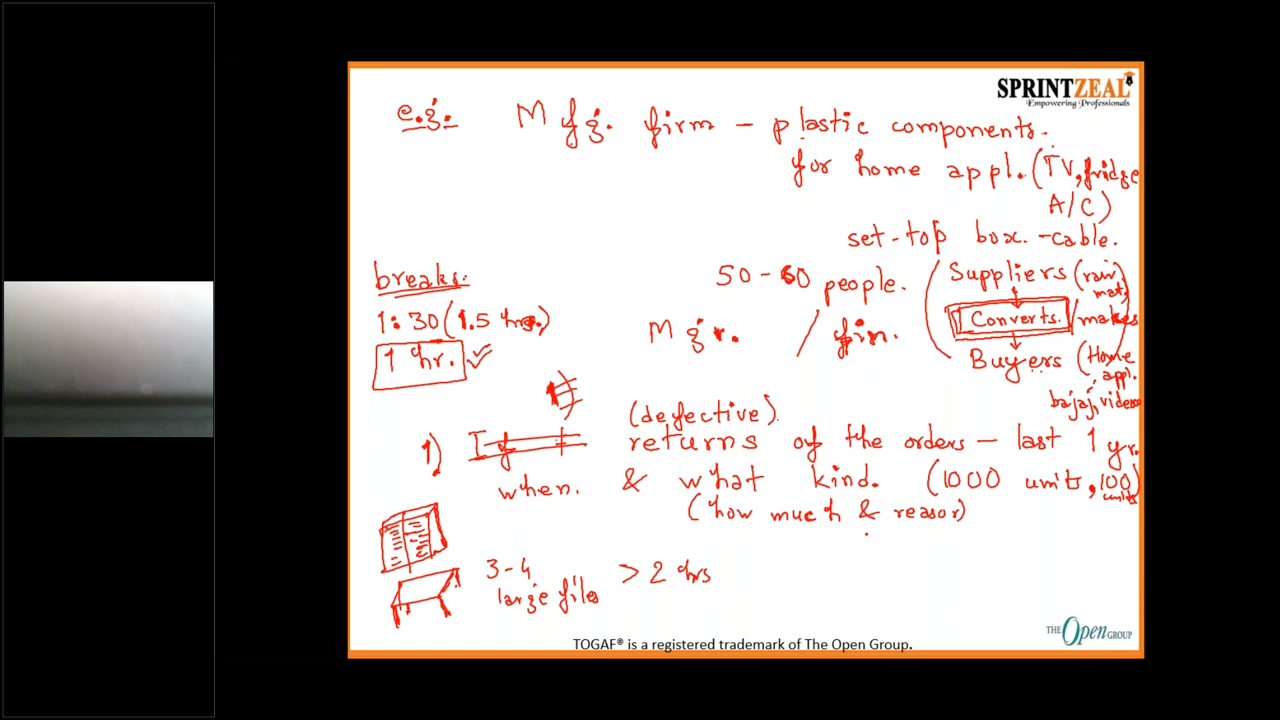 SPRINTZEAL
Empowering Professionals
e.g. Mfg. firm - plastic components.
for home appl. (TV, fridge
A/C)
set-top box. -cable.
breaks:
1:30 (1.5 hrs.)
1 hr.
50-60 people.
Mgr. / fin.
Suppliers (raw
mat.)
Converts. / makes
Buyers (Home
appl.
bajaj,
(defective).
1) If returns of the orders - last 1 yr.
when. & what kind. (1000 units, 100
units)
(how much & reason)
3-4
large files > 2 hrs
THE Open GROUP
TOGAF® is a registered trademark of The Open Group.